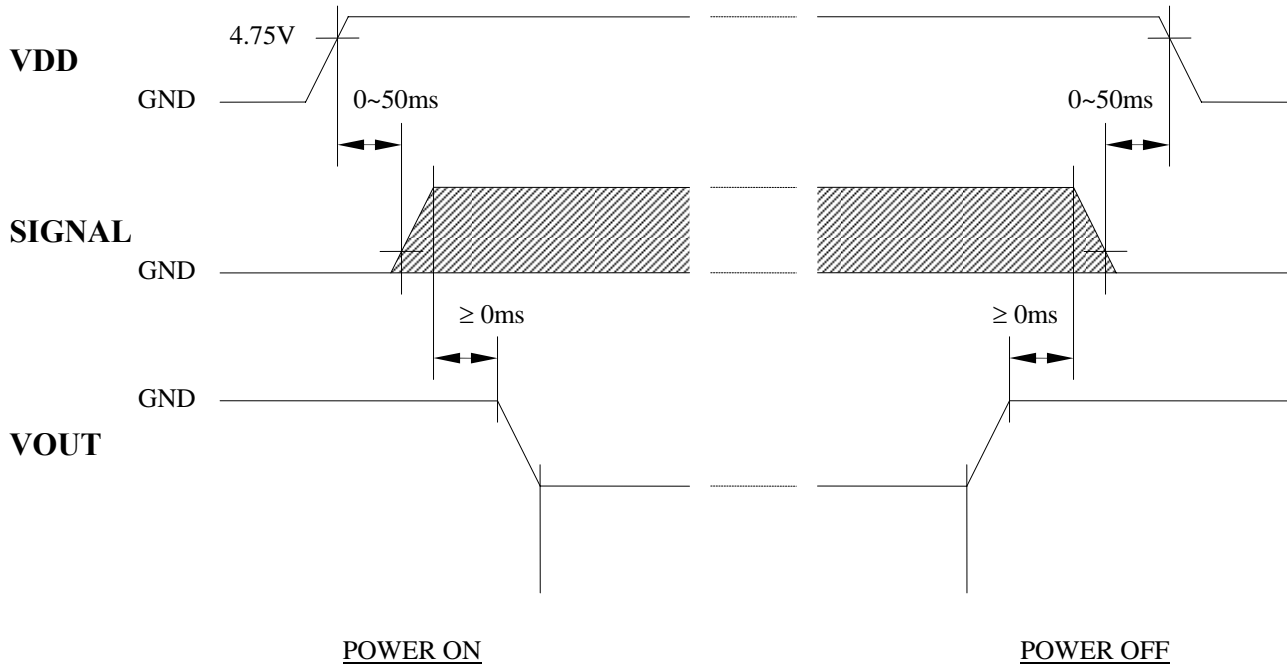 4.75V
VDD
GND
0~50ms
0~50ms
SIGNAL
GND
≥ 0ms
≥ 0ms
GND
VOUT
POWER ON
POWER OFF